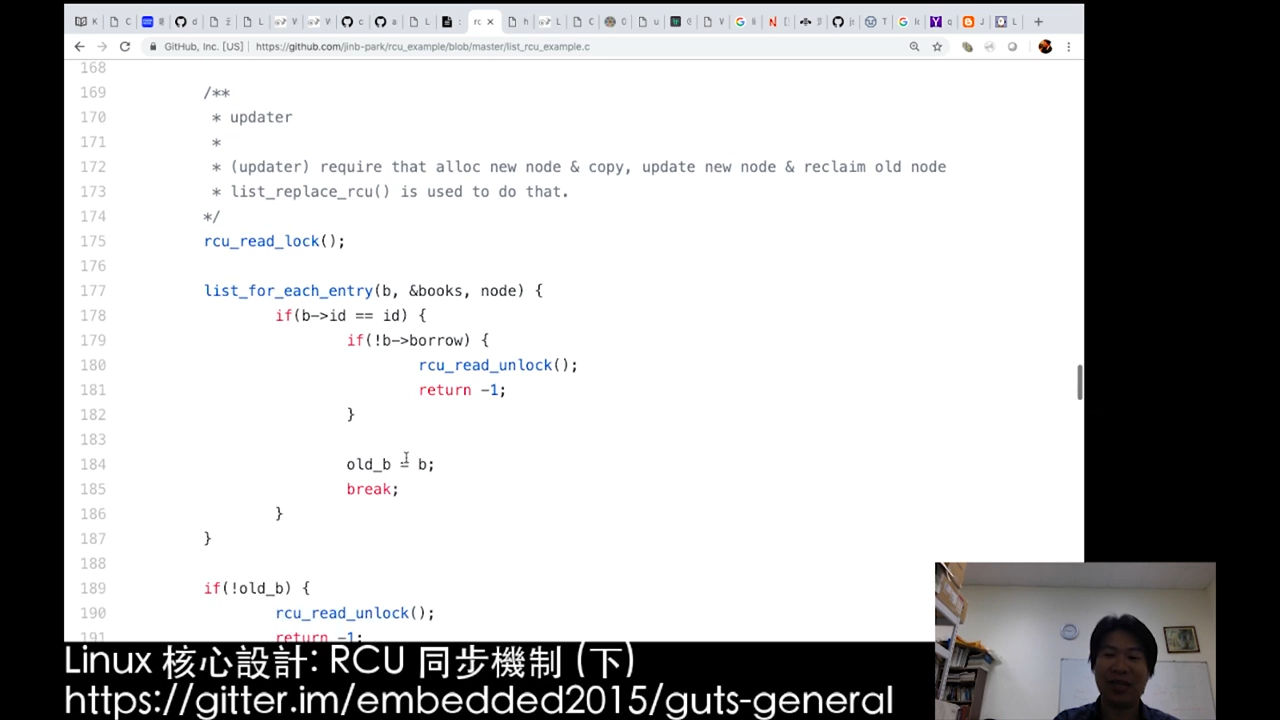 GitHub, Inc. [US] | https://github.com/jinb-park/rcu_example/blob/master/list_rcu_example.c
168
169 /**
170 * updater
171 *
172 * (updater) require that alloc new node & copy, update new node & reclaim old node
173 * list_replace_rcu() is used to do that.
174 */
175 rcu_read_lock();
176
177 list_for_each_entry(b, &books, node) {
178 if(b->id == id) {
179 if(!b->borrow) {
180 rcu_read_unlock();
181 return -1;
182 }
183
184 old_b = b;
185 break;
186 }
187 }
188
189 if(!old_b) {
190 rcu_read_unlock();
191 return -1;
Linux 核心設計: RCU 同步機制 (下)
https://gitter.im/embedded2015/guts-general